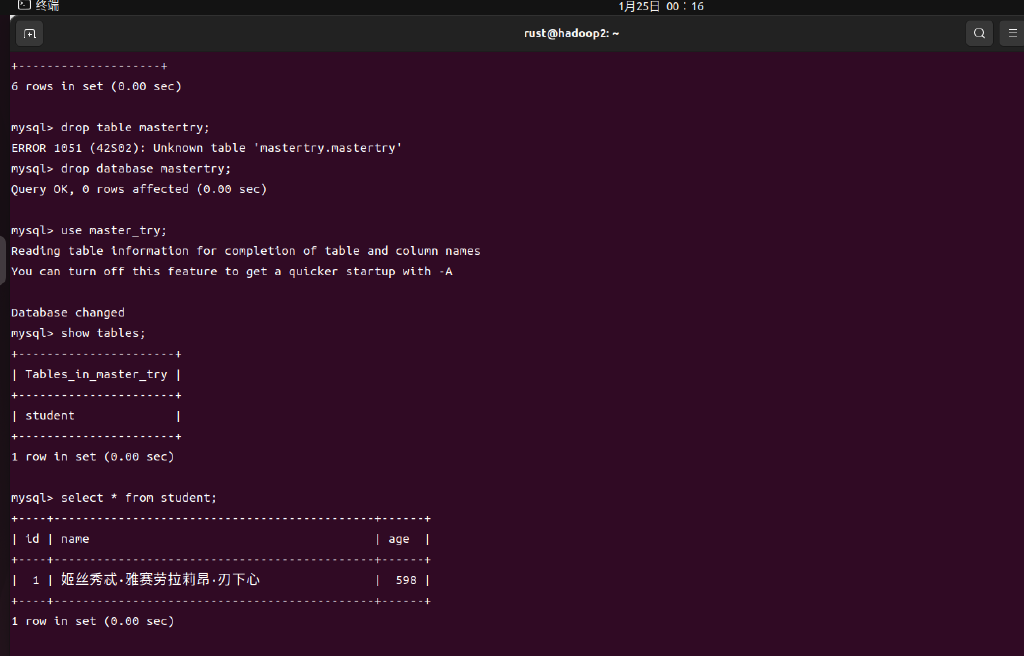 终端
1月25日 00：16
rust@hadoop2: ~
+--------------------+
6 rows in set (0.00 sec)
mysql> drop table mastertry;
ERROR 1051 (42S02): Unknown table 'mastertry.mastertry'
mysql> drop database mastertry;
Query OK, 0 rows affected (0.00 sec)
mysql> use master_try;
Reading table information for completion of table and column names
You can turn off this feature to get a quicker startup with -A
Database changed
mysql> show tables;
+----------------------+
| Tables_in_master_try |
+----------------------+
| student              |
+----------------------+
1 row in set (0.00 sec)
mysql> select * from student;
+----+---------------------------------------------+------+
| id | name                                        | age  |
+----+---------------------------------------------+------+
|  1 | 姬丝秀忒·雅赛劳拉莉昂·刃下心 |  598 |
+----+---------------------------------------------+------+
1 row in set (0.00 sec)